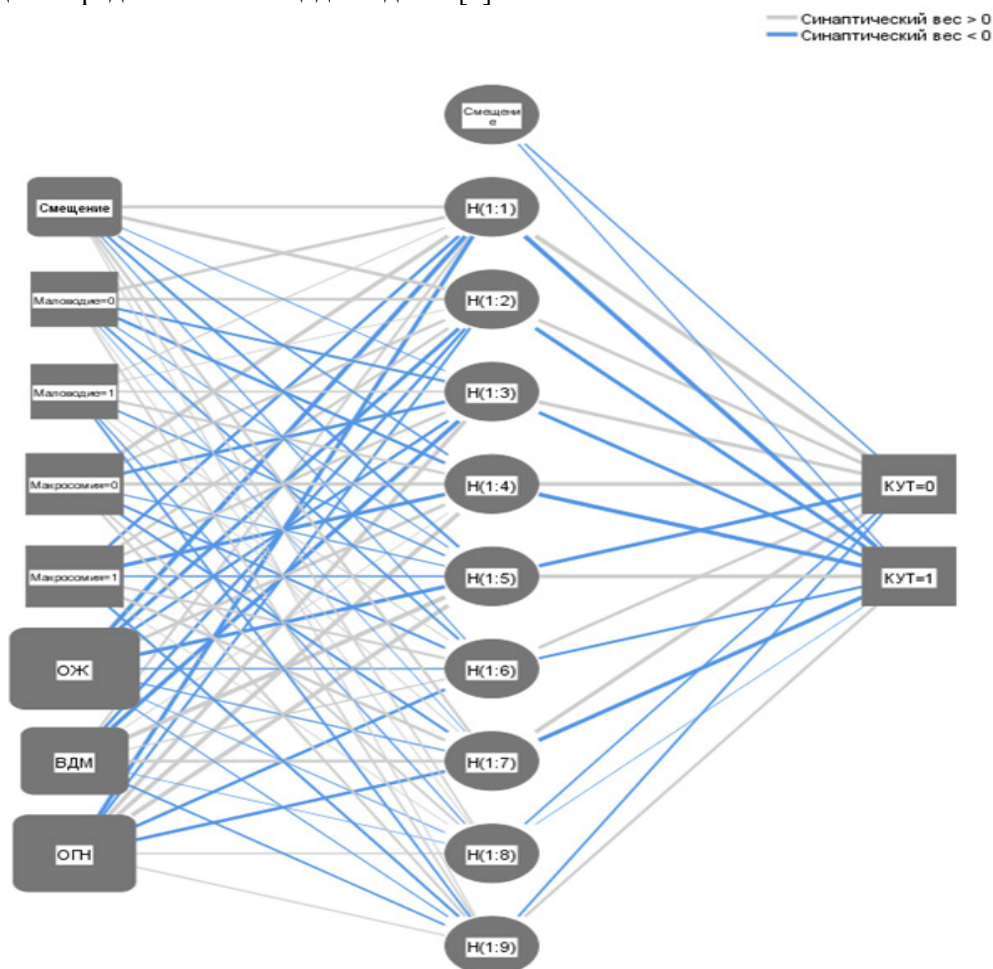 Синаптический вес > 0
Синаптический вес < 0
Смещени
е
Смещение
Маловодие=0
Маловодие=1
Макросомия=0
Макросомия=1
ОЖ
ВДМ
ОГН
H(1:1)
H(1:2)
H(1:3)
H(1:4)
H(1:5)
H(1:6)
H(1:7)
H(1:8)
H(1:9)
КУТ=0
КУТ=1